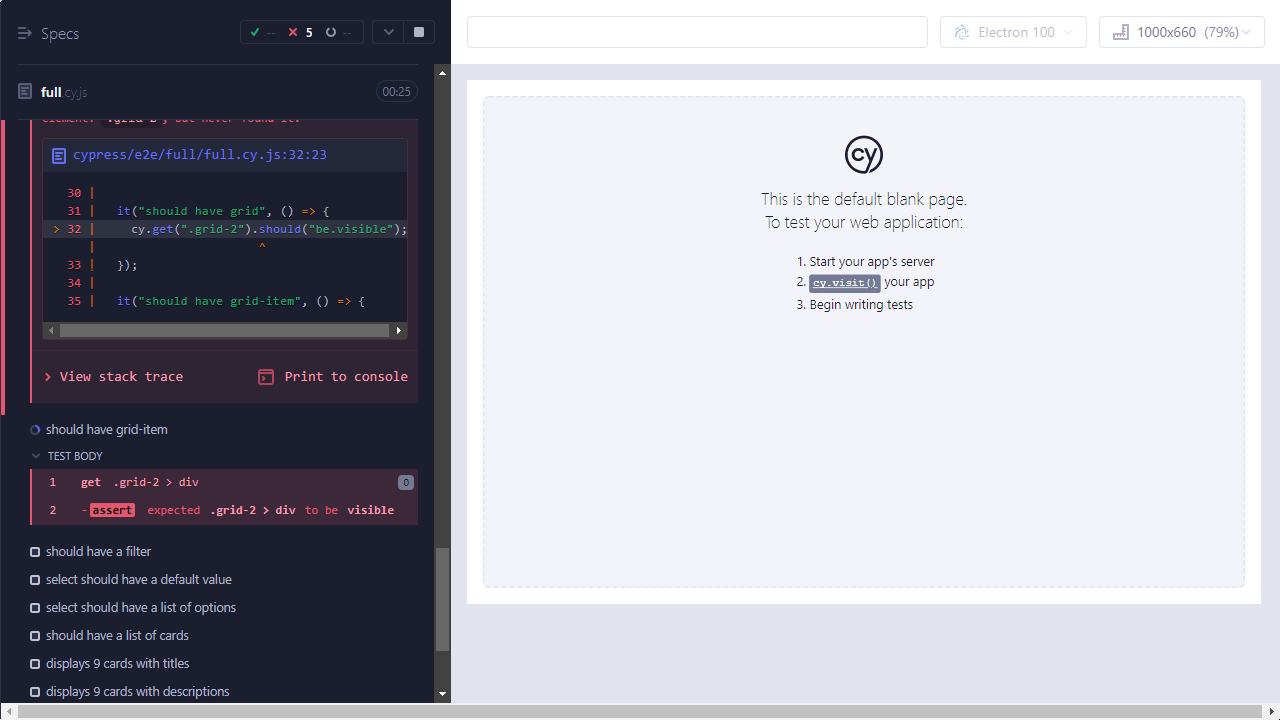 Specs
-- 5 --
full.cy.js
00:25
element: .grid-2, but never found it.
cypress/e2e/full/full.cy.js:32:23
30 |
31 | it("should have grid", () => {
> 32 | cy.get(".grid-2").should("be.visible");
| ^
33 | });
34 |
35 | it("should have grid-item", () => {
View stack trace
Print to console
should have grid-item
TEST BODY
1 get .grid-2 > div 0
2 -assert expected .grid-2 > div to be visible
should have a filter
select should have a default value
select should have a list of options
should have a list of cards
displays 9 cards with titles
displays 9 cards with descriptions
Electron 100
1000x660 (79%)
cy
This is the default blank page.
To test your web application:
1. Start your app's server
2. cy.visit() your app
3. Begin writing tests